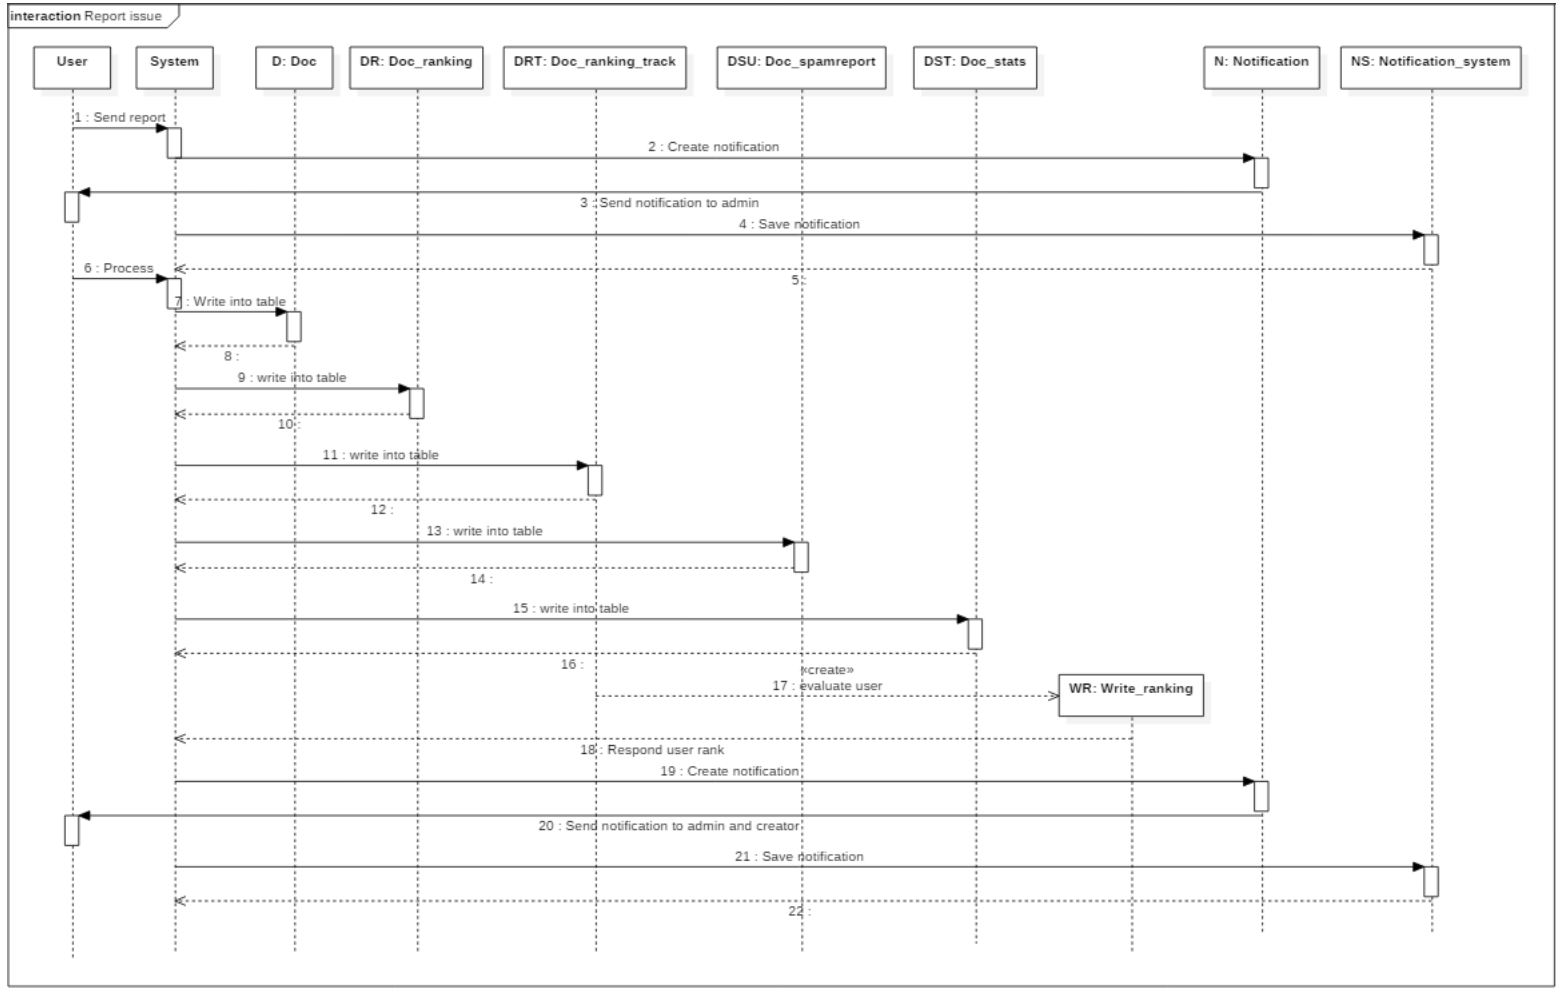 interaction Report issue
User
System
D: Doc
DR: Doc_ranking
DRT: Doc_ranking_track
DSU: Doc_spamreport
DST: Doc_stats
N: Notification
NS: Notification_system
1 : Send report
2 : Create notification
3 : Send notification to admin
4 : Save notification
5 :
6 : Process
7 : Write into table
8 :
9 : write into table
10 :
11 : write into table
12 :
13 : write into table
14 :
15 : write into table
16 :
«create»
17 : evaluate user
WR: Write_ranking
18 : Respond user rank
19 : Create notification
20 : Send notification to admin and creator
21 : Save notification
22 :